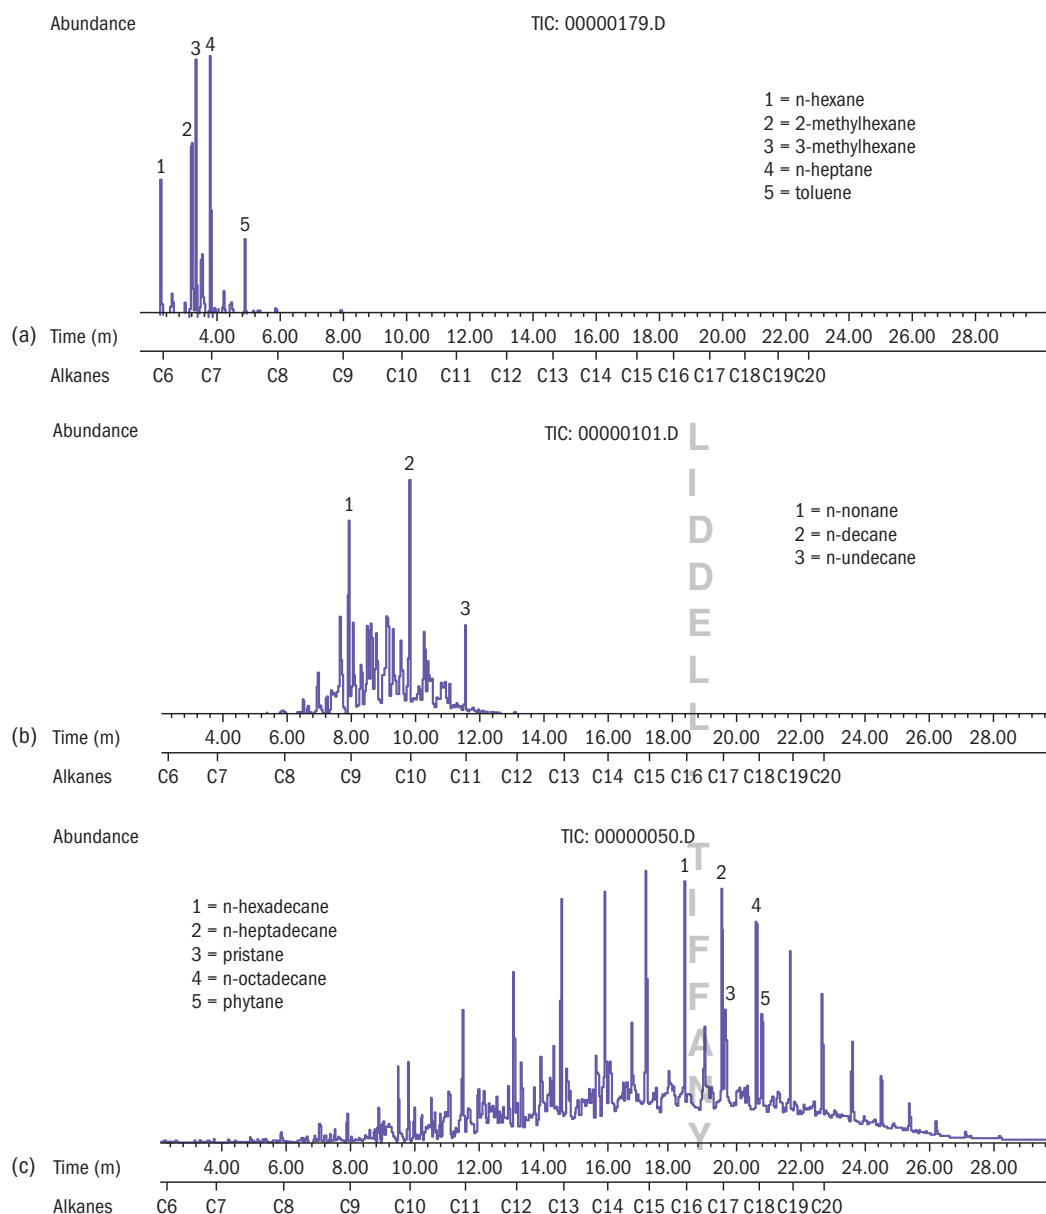 Abundance TIC: 00000179.D
3 4
2
1
5
1 = n-hexane
2 = 2-methylhexane
3 = 3-methylhexane
4 = n-heptane
5 = toluene
4.00 6.00 8.00 10.00 12.00 14.00 16.00 18.00 20.00 22.00 24.00 26.00 28.00
(a) Time (m)
Alkanes C6 C7 C8 C9 C10 C11 C12 C13 C14 C15 C16 C17 C18 C19 C20
Abundance TIC: 00000101.D
2
1
3
1 = n-nonane
2 = n-decane
3 = n-undecane
LIDDELL
(b) Time (m) 4.00 6.00 8.00 10.00 12.00 14.00 16.00 18.00 20.00 22.00 24.00 26.00 28.00
Alkanes C6 C7 C8 C9 C10 C11 C12 C13 C14 C15 C16 C17 C18 C19 C20
Abundance TIC: 00000050.D
1 2
4
3 5
1 = n-hexadecane
2 = n-heptadecane
3 = pristane
4 = n-octadecane
5 = phytane
TIFFANY
4.00 6.00 8.00 10.00 12.00 14.00 16.00 18.00 20.00 22.00 24.00 26.00 28.00
(c) Time (m)
Alkanes C6 C7 C8 C9 C10 C11 C12 C13 C14 C15 C16 C17 C18 C19 C20